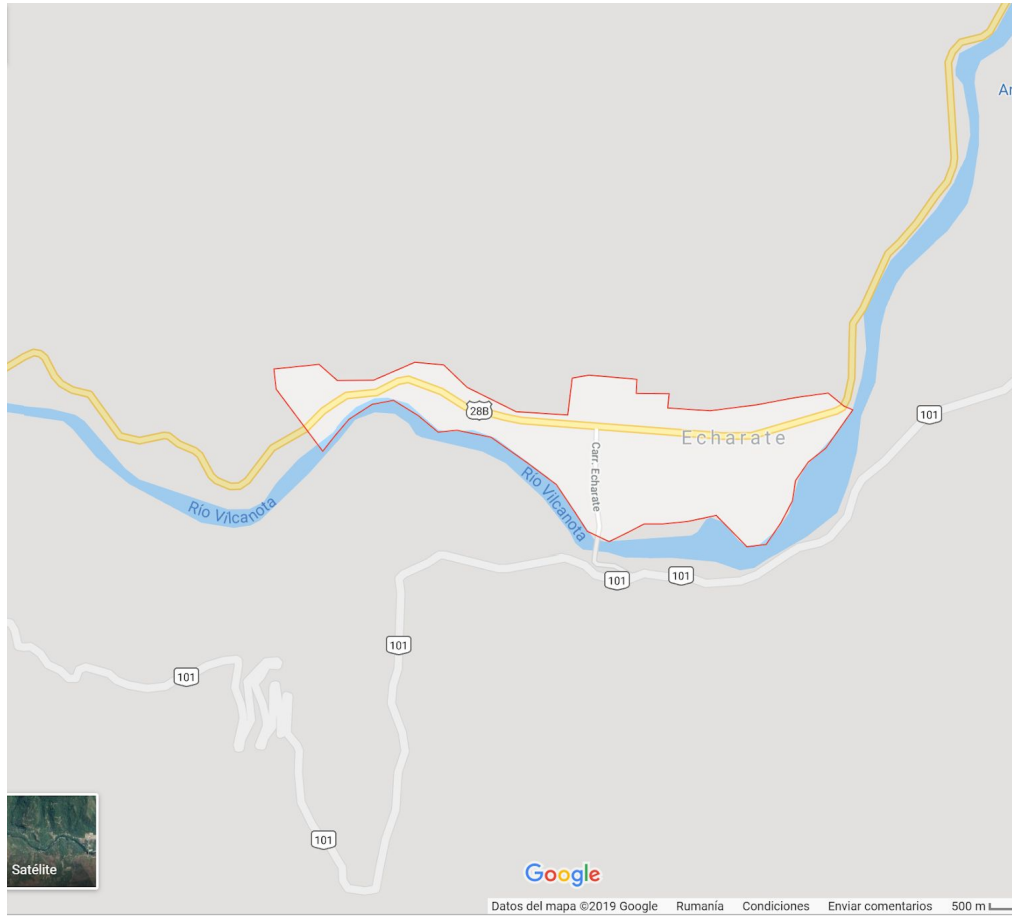 Ar
101
28B
Echarate
Carr. Echarate
Río Vilcanota
Río Vilcanota
101
101
101
101
101
Satélite
Google
Datos del mapa ©2019 Google Rumanía Condiciones Enviar comentarios 500 m